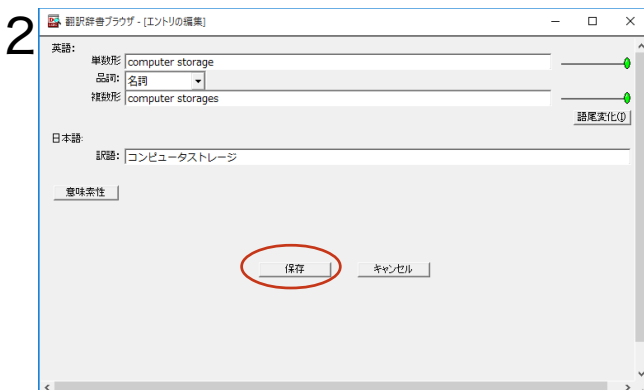 2
翻訳辞書ブラウザ - [エントリの編集]
英語:
単数形 computer storage
品詞: 名詞
複数形 computer storages
語尾変化(I)
日本語:
訳語: コンピュータストレージ
意味素性
保存 キャンセル